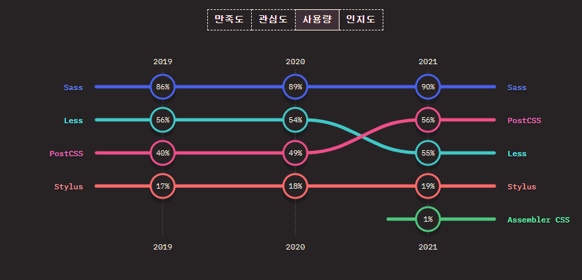 만족도 관심도 사용량 인지도
2019 2020 2021
Sass 86% 89% 90% Sass
Less 56% 54% 56% PostCSS
PostCSS 40% 49% 55% Less
Stylus 17% 18% 19% Stylus
1% Assembler CSS
2019 2020 2021